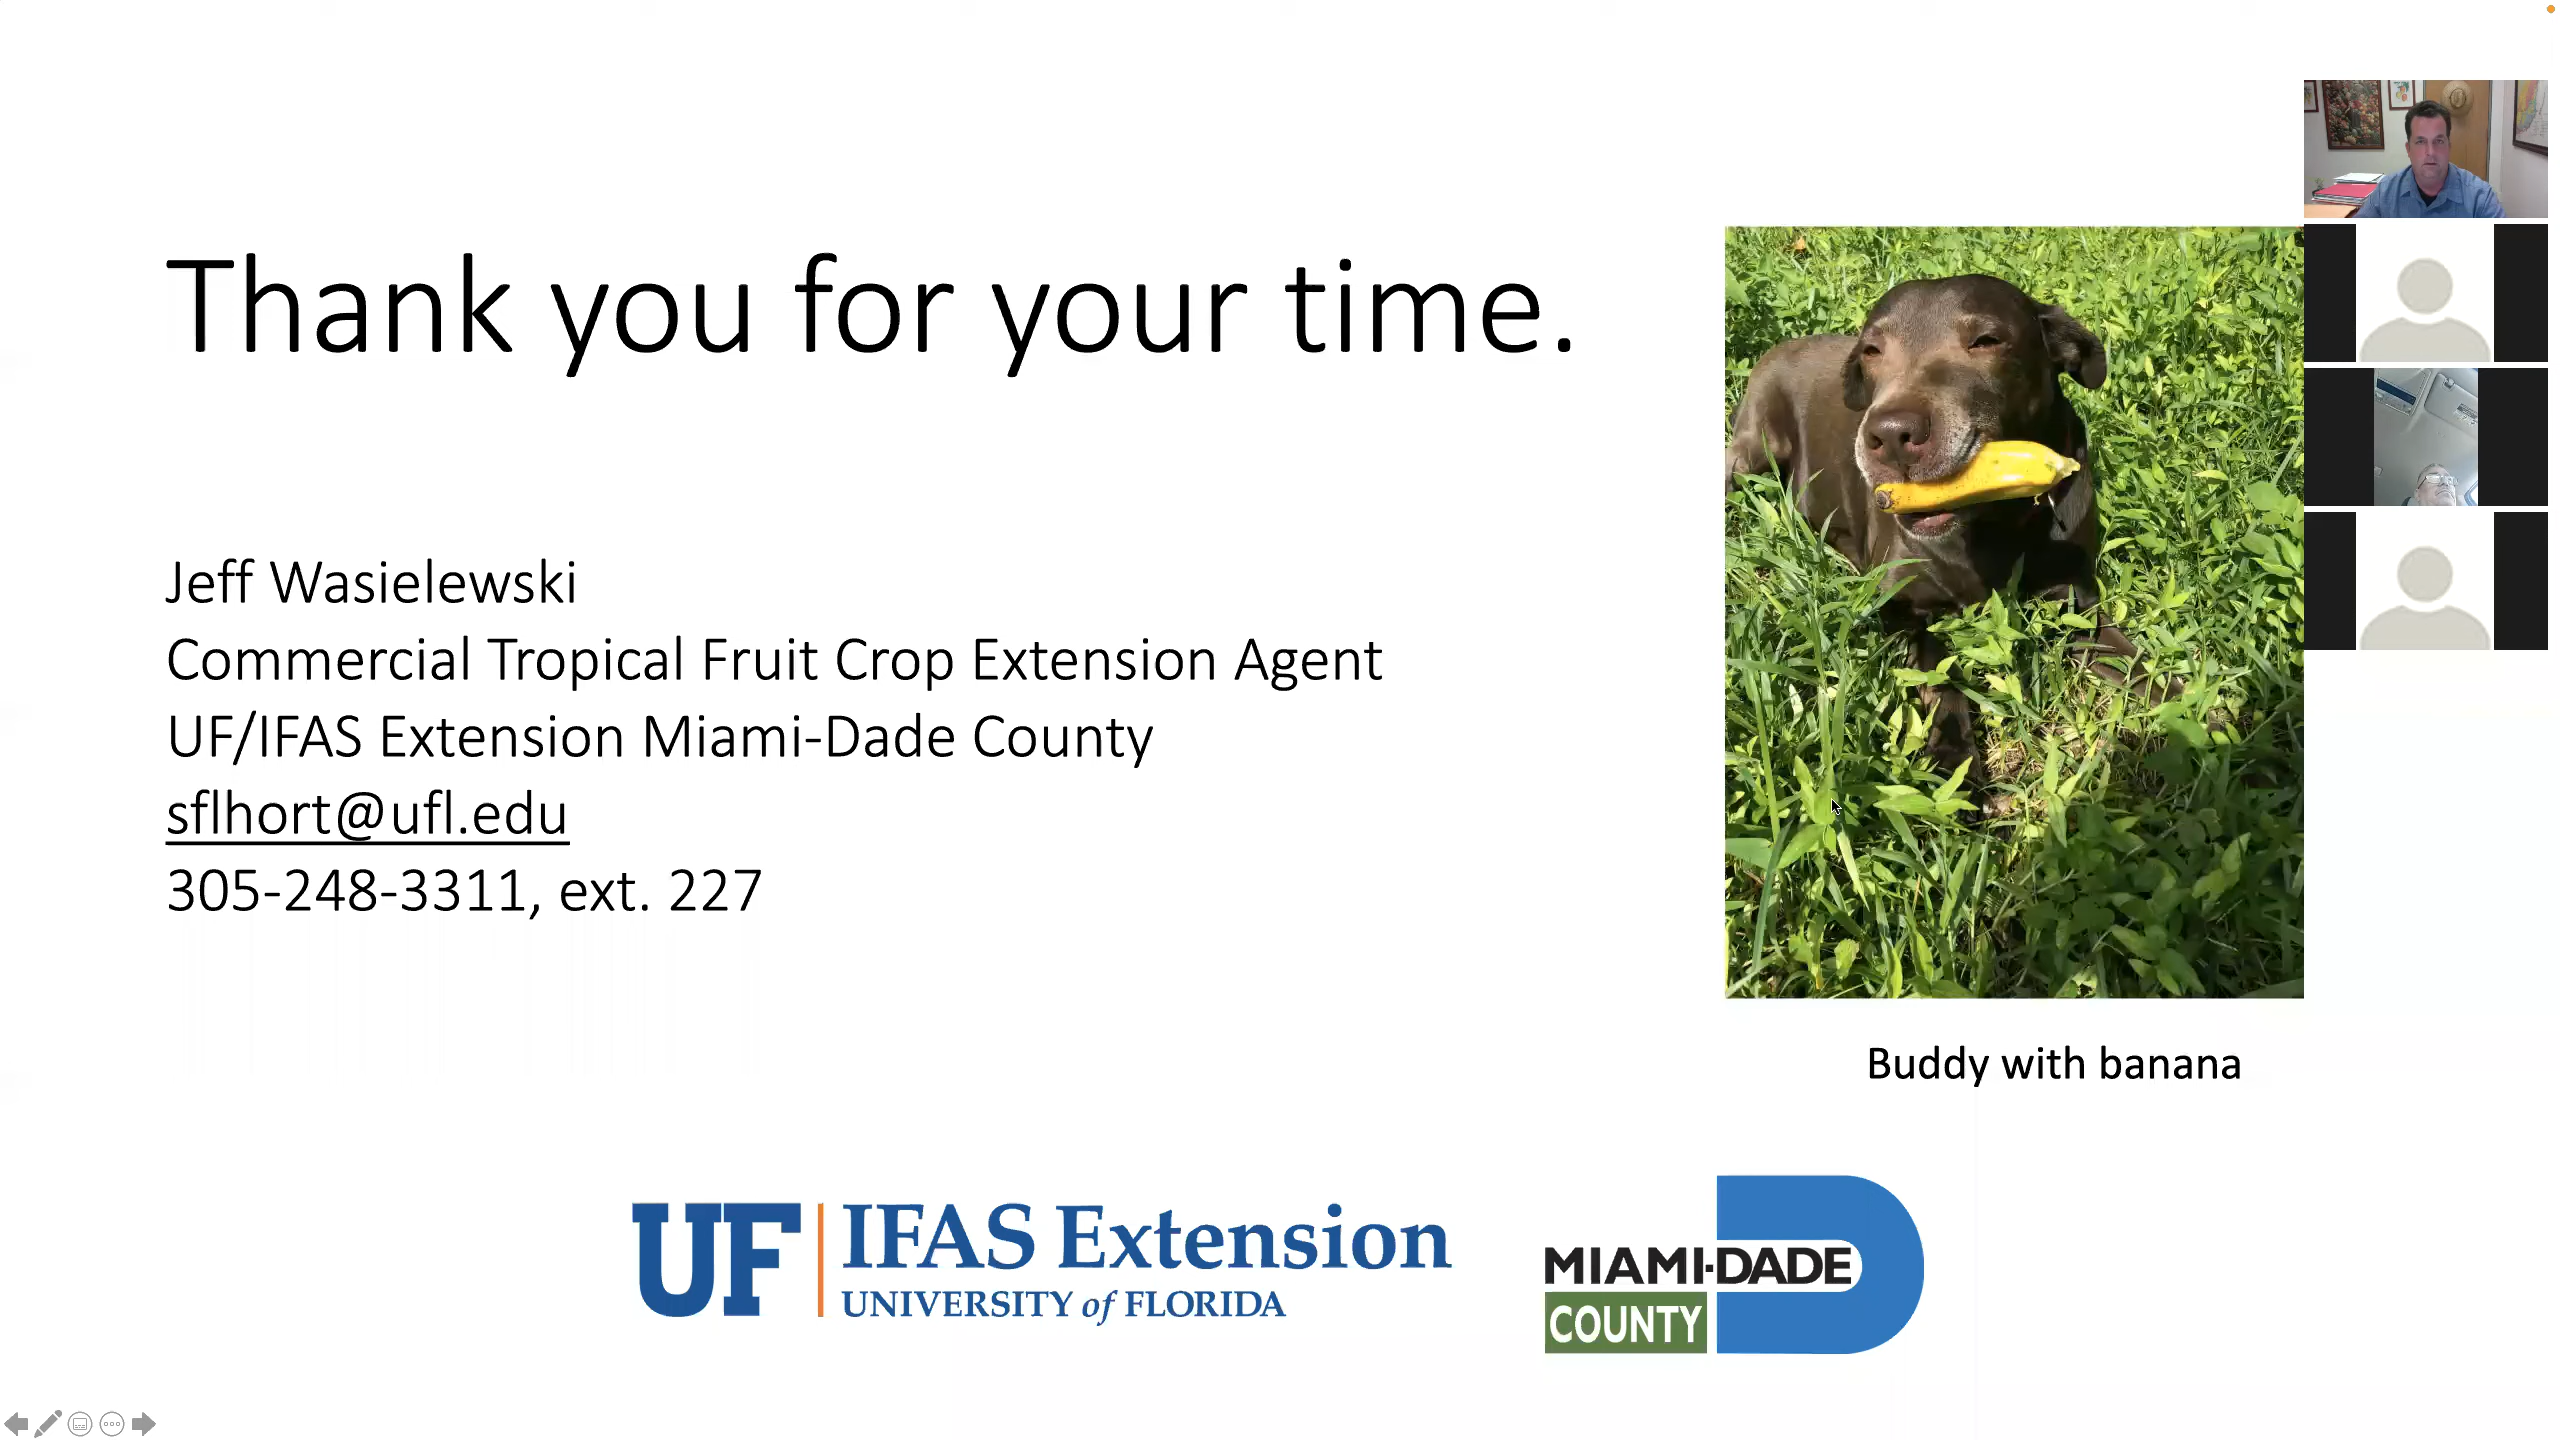 Thank you for your time.
Jeff Wasielewski
Commercial Tropical Fruit Crop Extension Agent
UF/IFAS Extension Miami-Dade County
sflhort@ufl.edu
305-248-3311, ext. 227
Buddy with banana
UF IFAS Extension
UNIVERSITY of FLORIDA
MIAMI-DADE
COUNTY